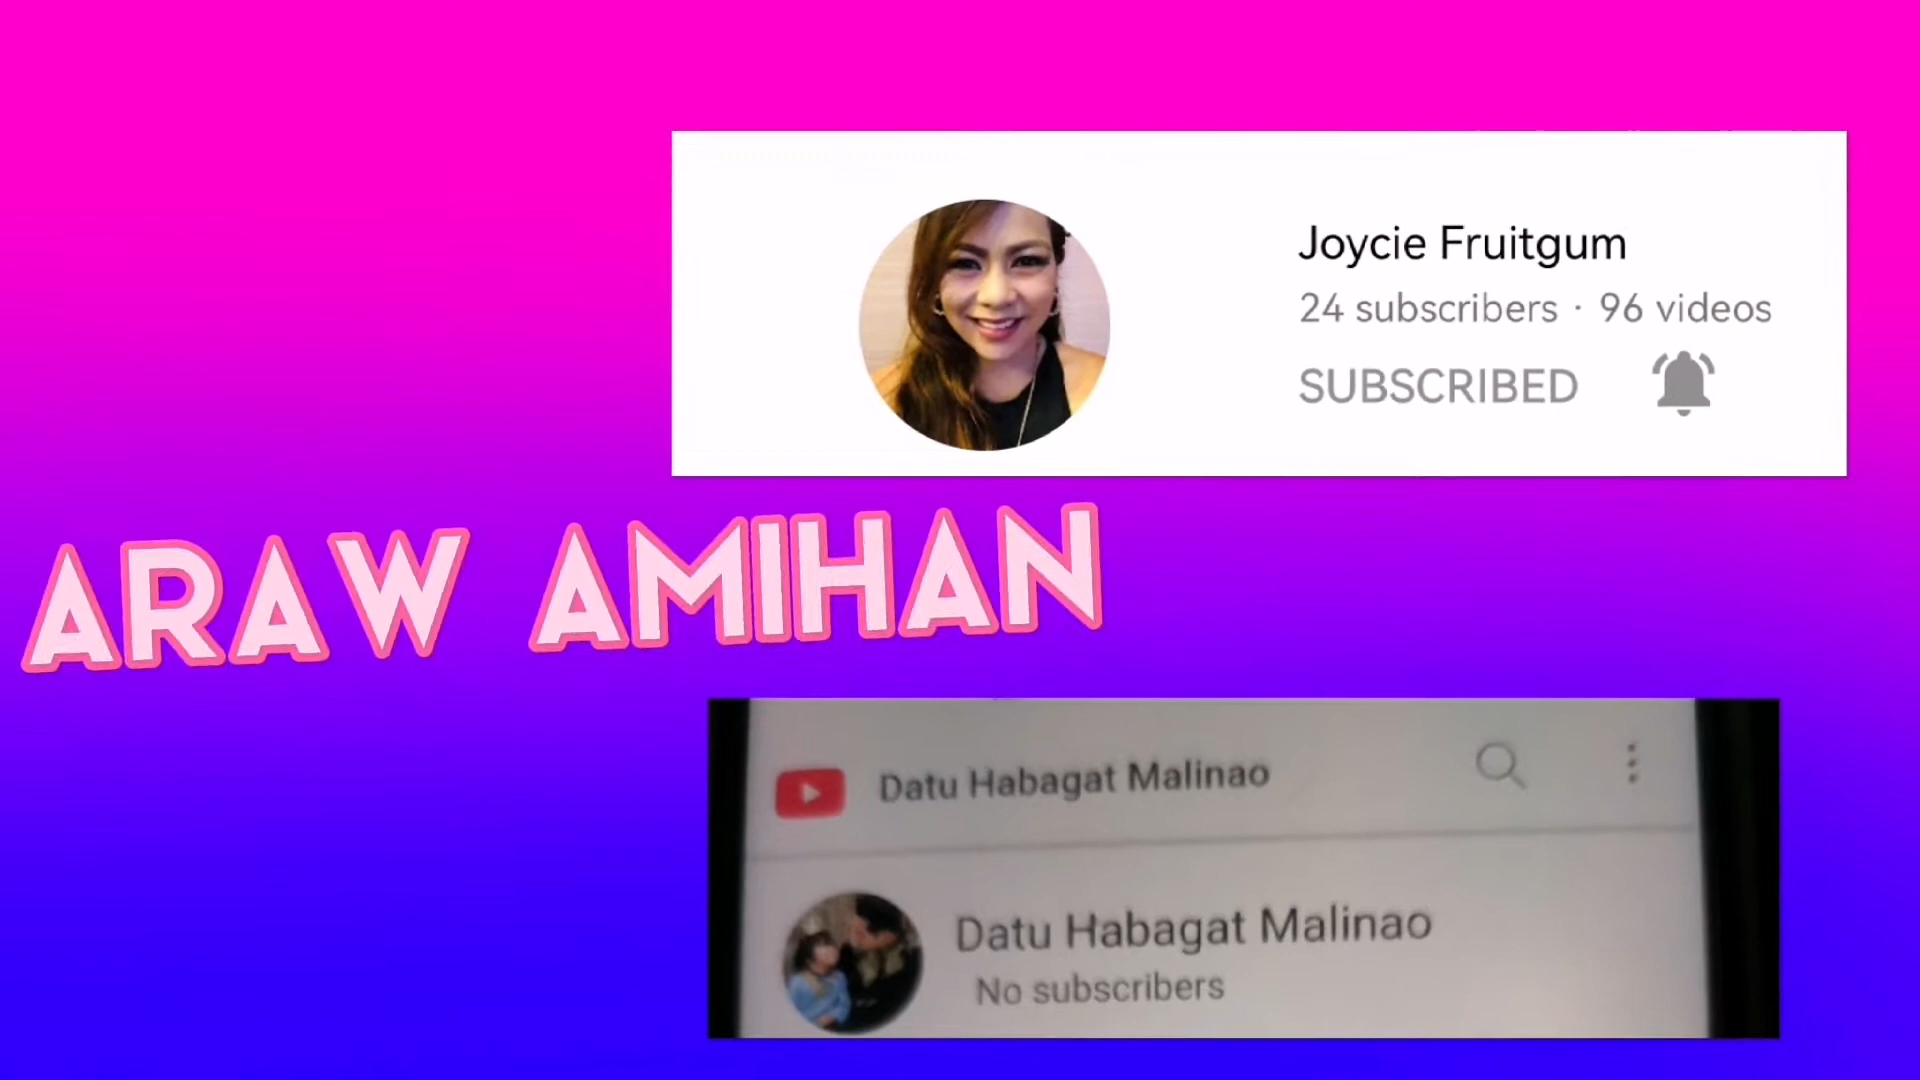 Joycie Fruitgum
24 subscribers · 96 videos
SUBSCRIBED
ARAW AMIHAN
Datu Habagat Malinao
Datu Habagat Malinao
No subscribers